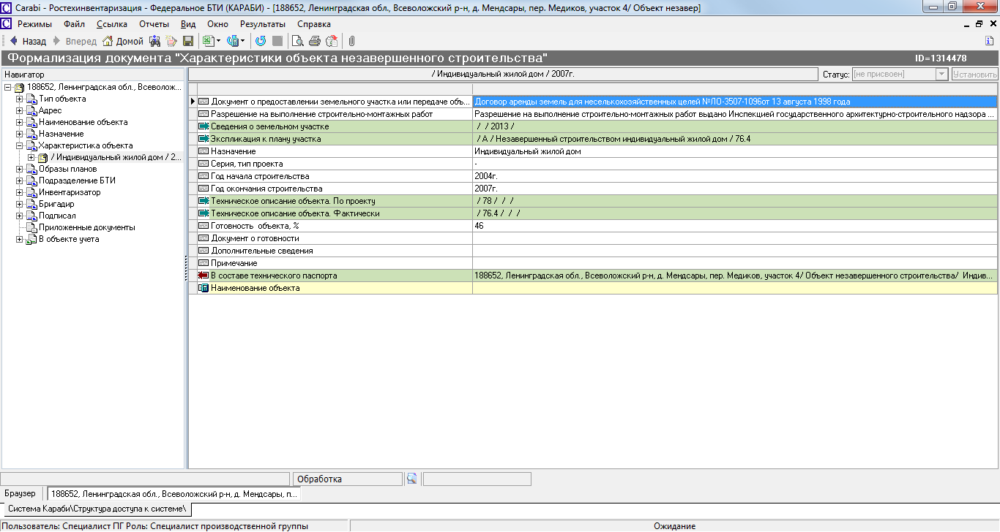 Carabi - Ростехинвентаризация - Федеральное БТИ (КАРАБИ) - [188652, Ленинградская обл., Всеволожский р-н, д. Мендсары, пер. Медиков, участок 4/ Объект незавер]
Режимы Файл Ссылка Отчеты Вид Окно Результаты Справка
Назад Вперед Домой
Формализация документа "Характеристики объекта незавершенного строительства" ID=1314478
Навигатор / Индивидуальный жилой дом / 2007г. Статус: [не присвоен] Установить
188652, Ленинградская обл., Всеволож...
Тип объекта
Адрес
Наименование объекта
Назначение
Характеристика объекта
/ Индивидуальный жилой дом / 2...
Образы планов
Подразделение БТИ
Инвентаризатор
Бригадир
Подписал
Приложенные документы
В объекте учета
Документ о предоставлении земельного участка или передаче объ... Договор аренды земель для неселькохозяйственных целей №ЛО-3507-1096от 13 августа 1998 года
Разрешение на выполнение строительно-монтажных работ Разрешение на выполнение строительно-монтажных работ выдано Инспекцией государственного архитектурно-строительного надзора ...
Сведения о земельном участке / / 2013 /
Экспликация к плану участка / А / Незавершенный строительством индивидуальный жилой дом / 76.4
Назначение Индивидуальный жилой дом
Серия, тип проекта -
Год начала строительства 2004г.
Год окончания строительства 2007г.
Техническое описание объекта. По проекту / 78 / / /
Техническое описание объекта. Фактически / 76.4 / / /
Готовность объекта, % 46
Документ о готовности
Дополнительные сведения
Примечание
В составе технического паспорта 188652, Ленинградская обл., Всеволожский р-н, д. Мендсары, пер. Медиков, участок 4/ Объект незавершенного строительства/ Индив...
Наименование объекта
Обработка
Браузер 188652, Ленинградская обл., Всеволожский р-н, д. Мендсары, п...
Система Караби\Структура доступа к системе\
Пользователь: Специалист ПГ Роль: Специалист производственной группы Ожидание